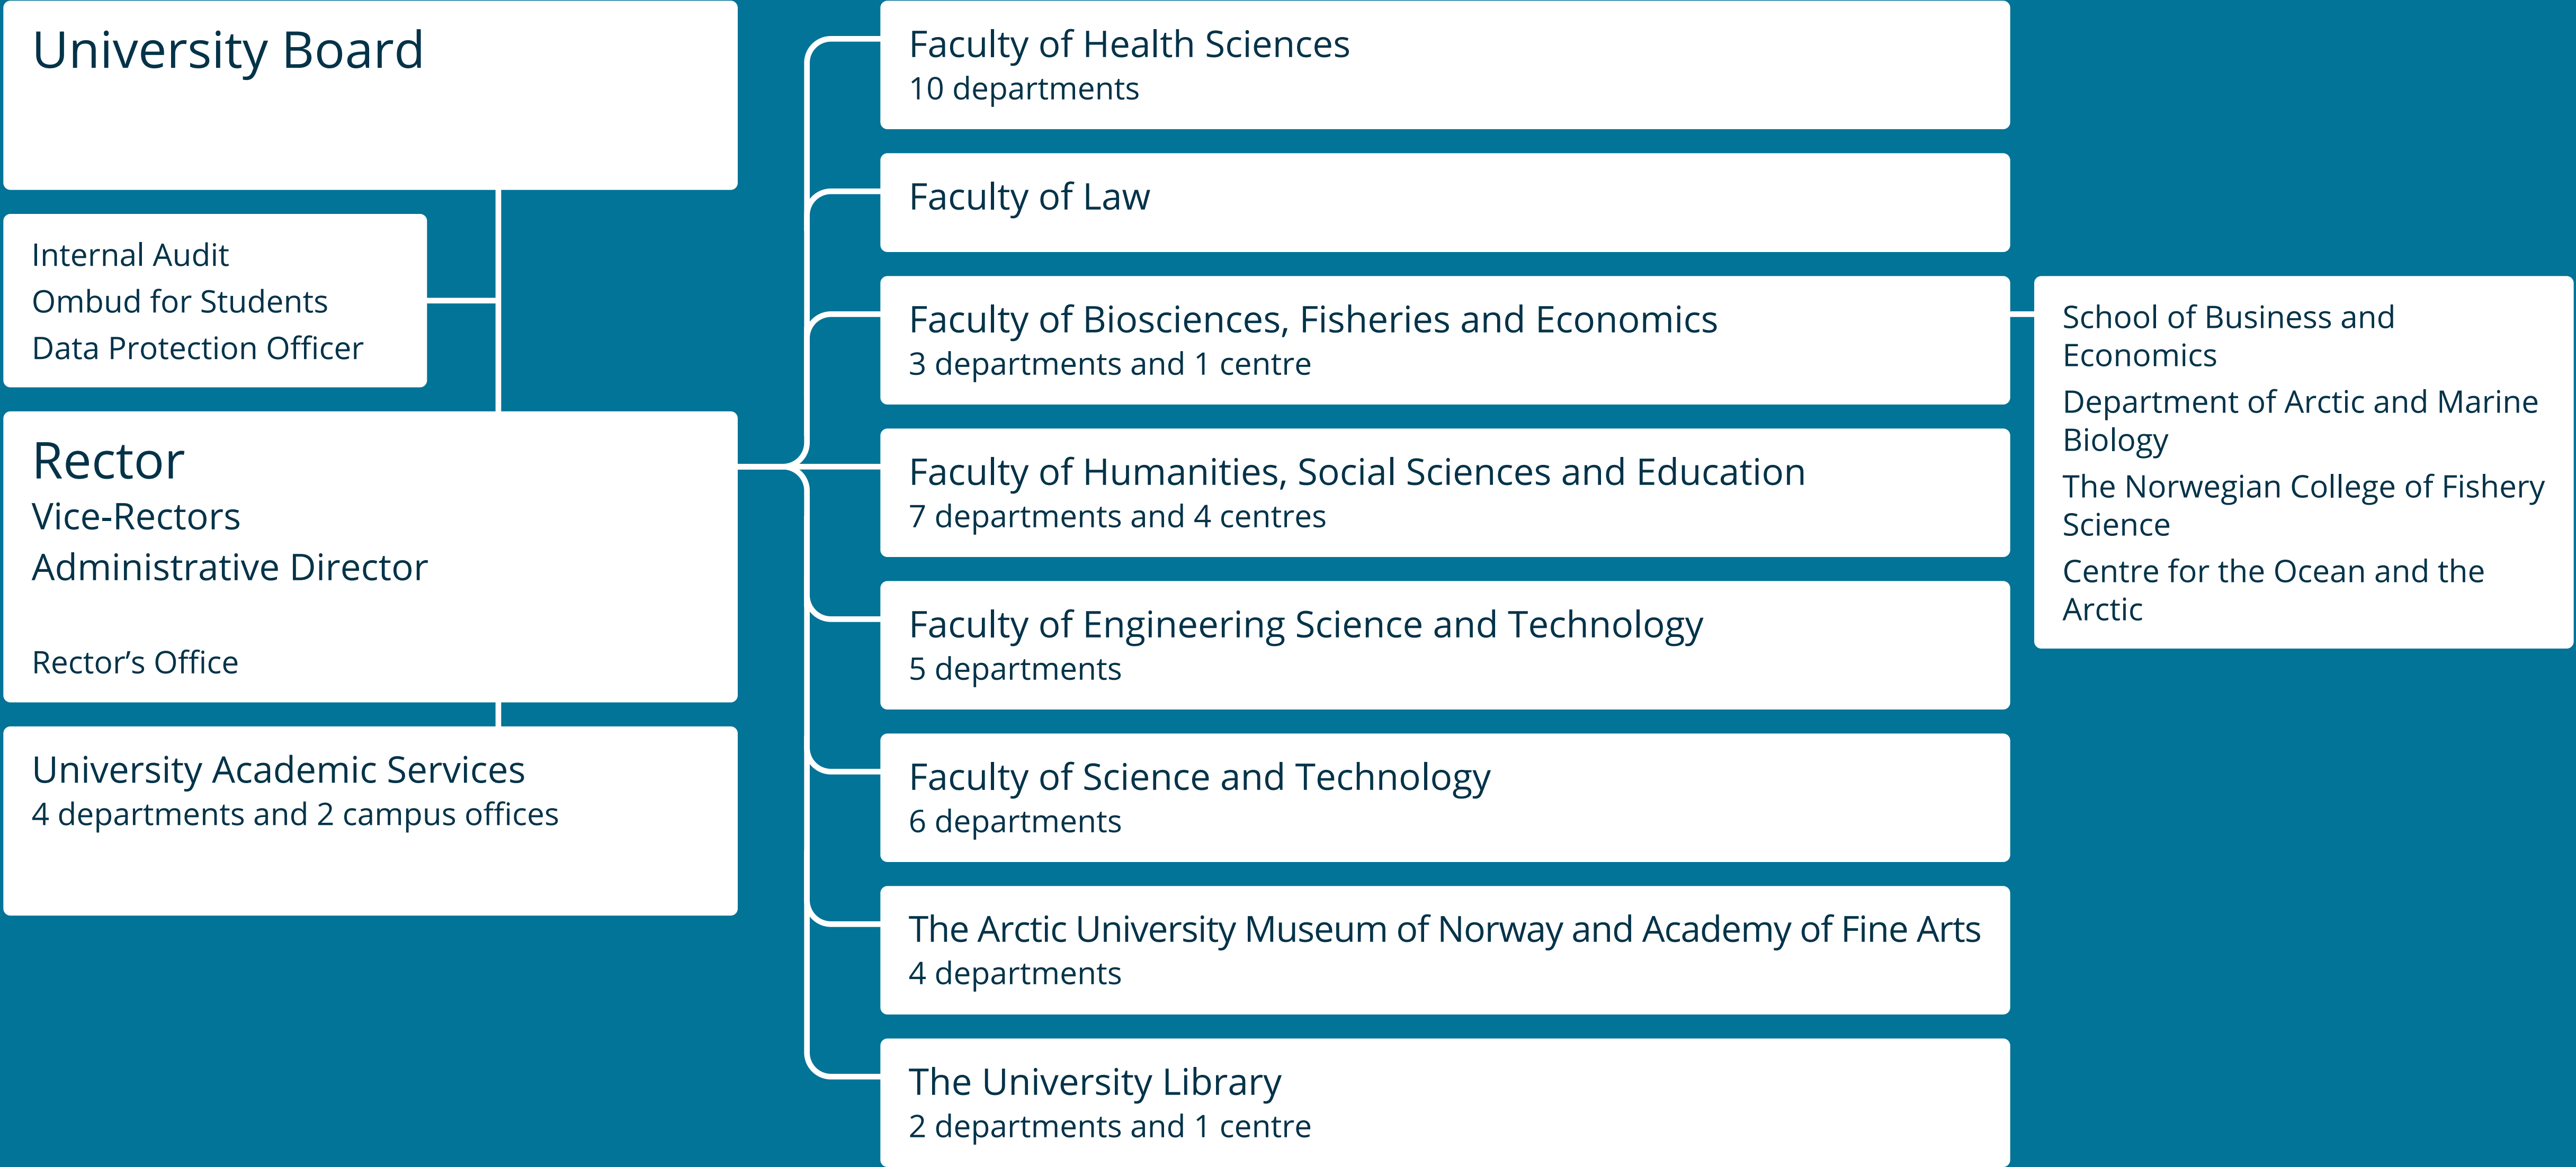 University Board
Internal Audit
Ombud for Students
Data Protection Officer
Rector
Vice-Rectors
Administrative Director
Rector’s Office
University Academic Services
4 departments and 2 campus offices
Faculty of Health Sciences
10 departments
Faculty of Law
Faculty of Biosciences, Fisheries and Economics
3 departments and 1 centre
Faculty of Humanities, Social Sciences and Education
7 departments and 4 centres
Faculty of Engineering Science and Technology
5 departments
Faculty of Science and Technology
6 departments
The Arctic University Museum of Norway and Academy of Fine Arts
4 departments
The University Library
2 departments and 1 centre
School of Business and
Economics
Department of Arctic and Marine
Biology
The Norwegian College of Fishery
Science
Centre for the Ocean and the
Arctic